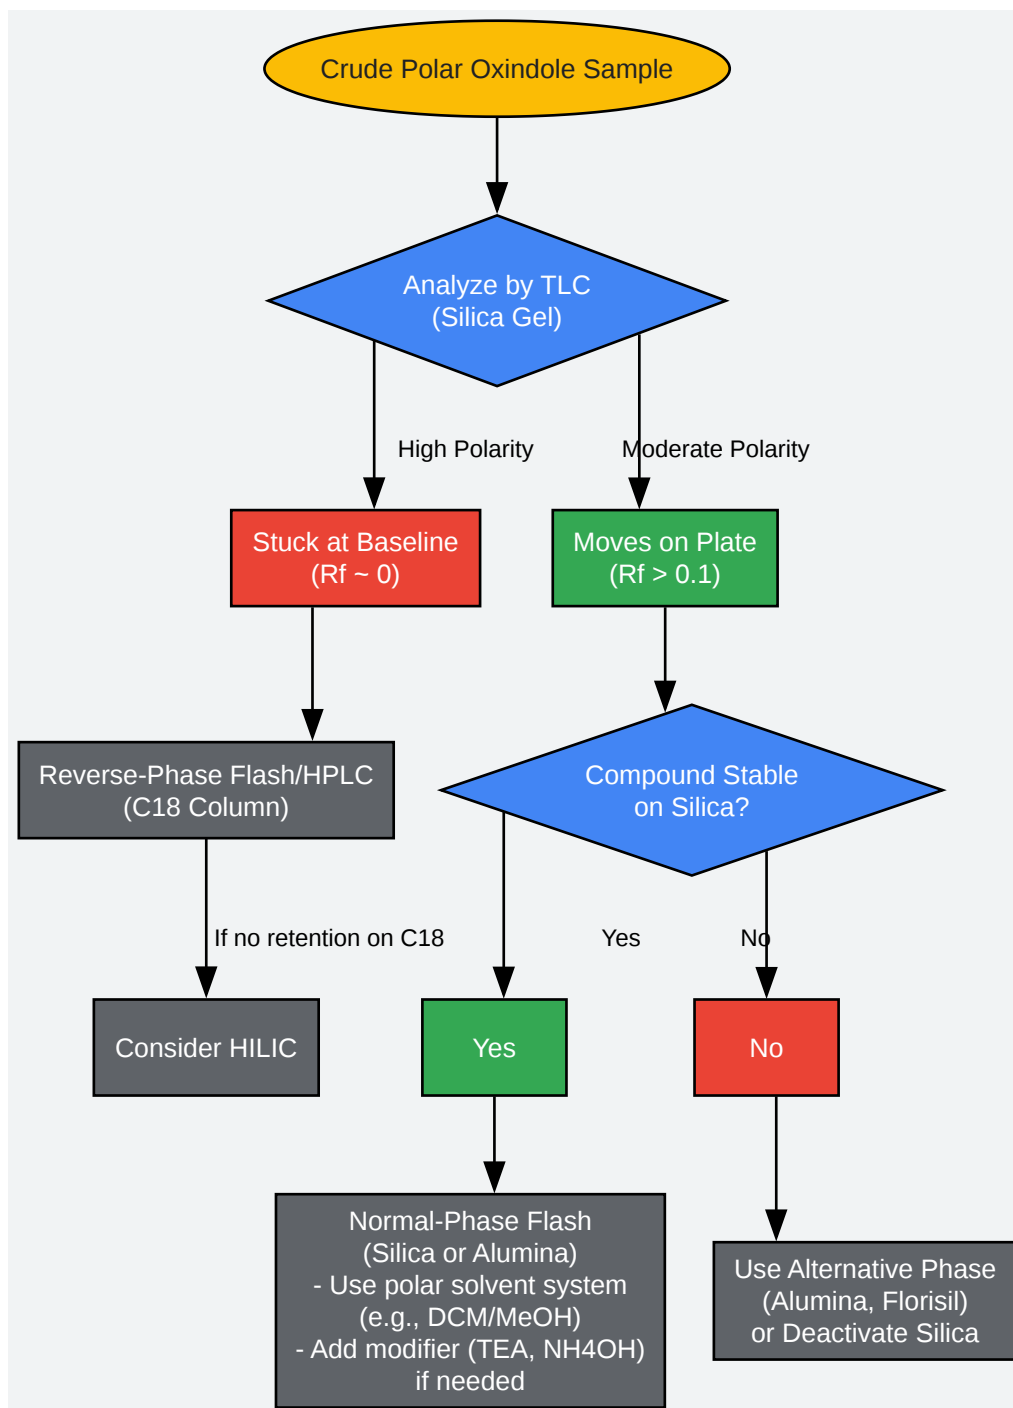 Crude Polar Oxindole Sample
Analyze by TLC
(Silica Gel)
High Polarity
Moderate Polarity
Stuck at Baseline
(Rf ~ 0)
Moves on Plate
(Rf > 0.1)
Reverse-Phase Flash/HPLC
(C18 Column)
Compound Stable
on Silica?
If no retention on C18
Yes
No
Consider HILIC
Yes
No
Normal-Phase Flash
(Silica or Alumina)
- Use polar solvent system
(e.g., DCM/MeOH)
- Add modifier (TEA, NH4OH)
if needed
Use Alternative Phase
(Alumina, Florisil)
or Deactivate Silica